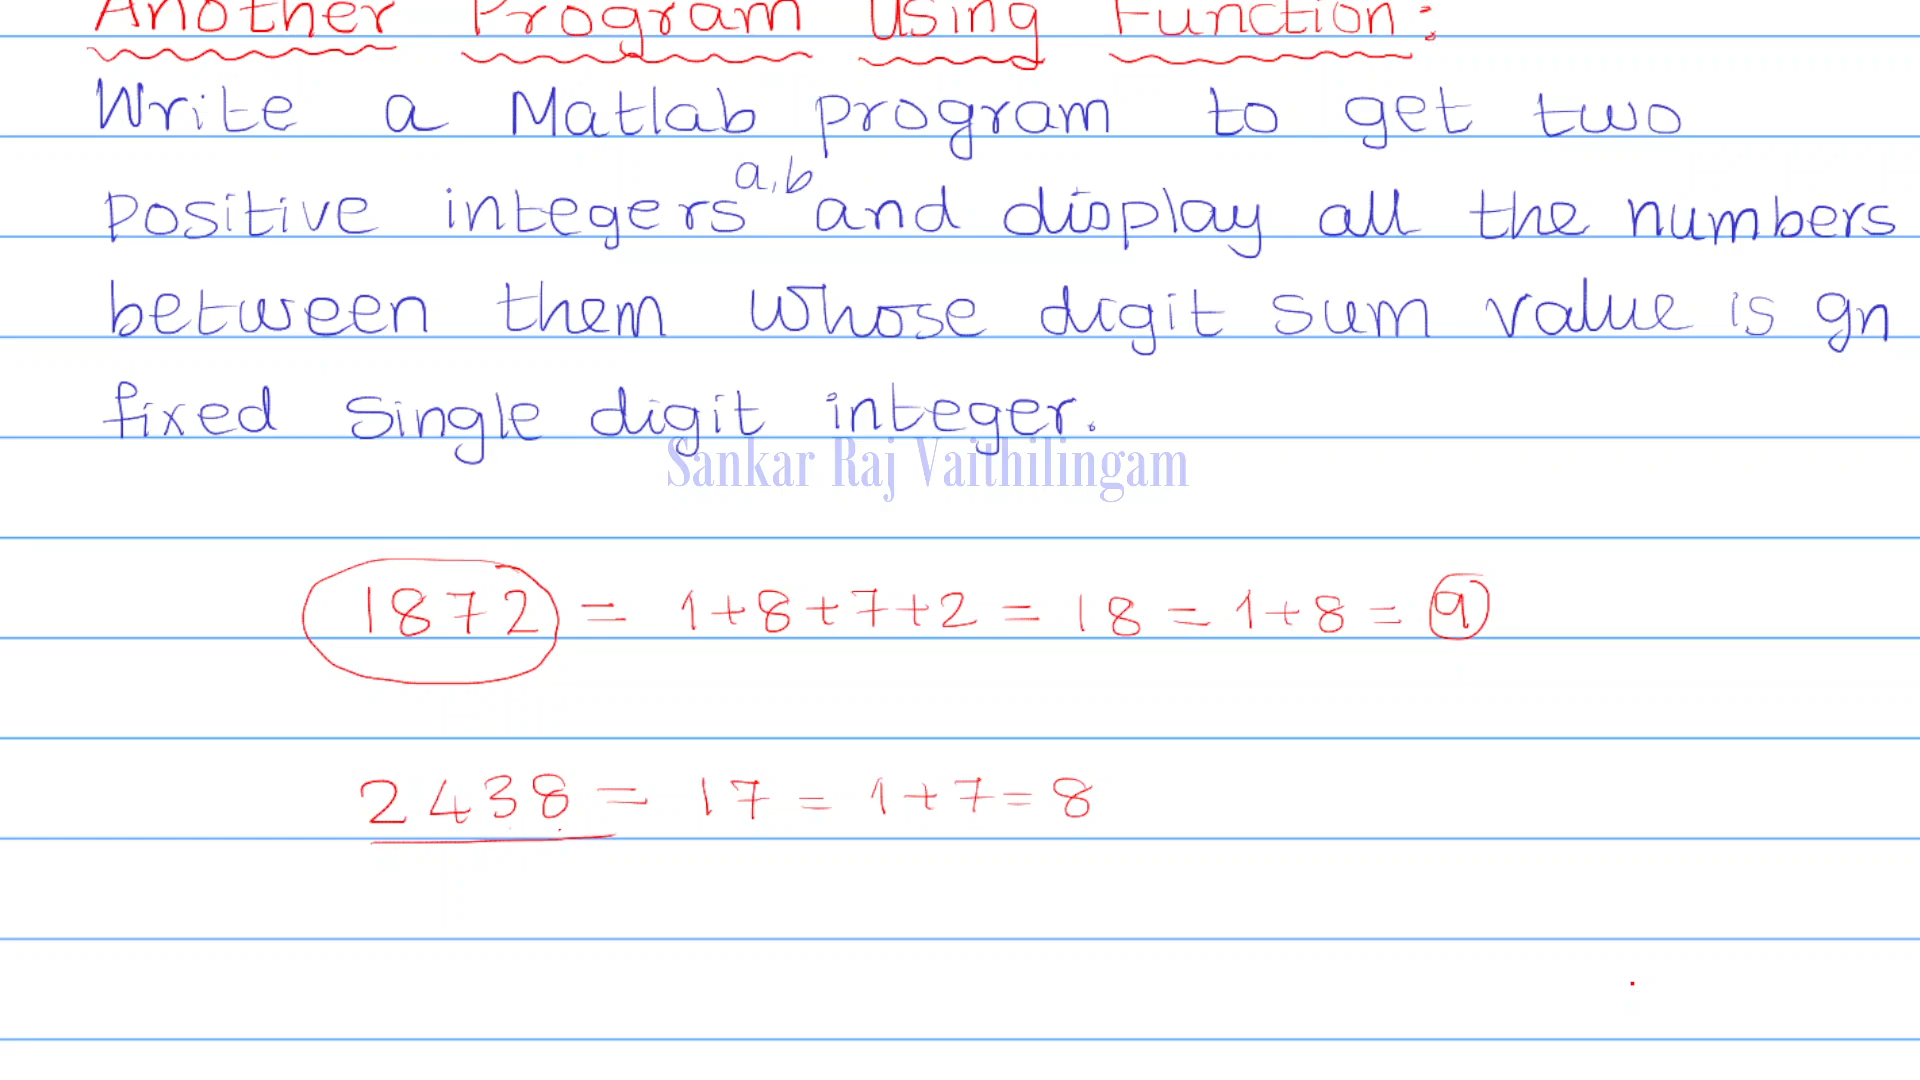 Another Program Using Function:
Write a Matlab program to get two
positive integers a,b and display all the numbers
between them whose digit sum value is gn
fixed single digit integer.
Sankar Raj Vaithilingam
1872 = 1+8+7+2 = 18 = 1+8 = 9
2438 = 17 = 1+7=8